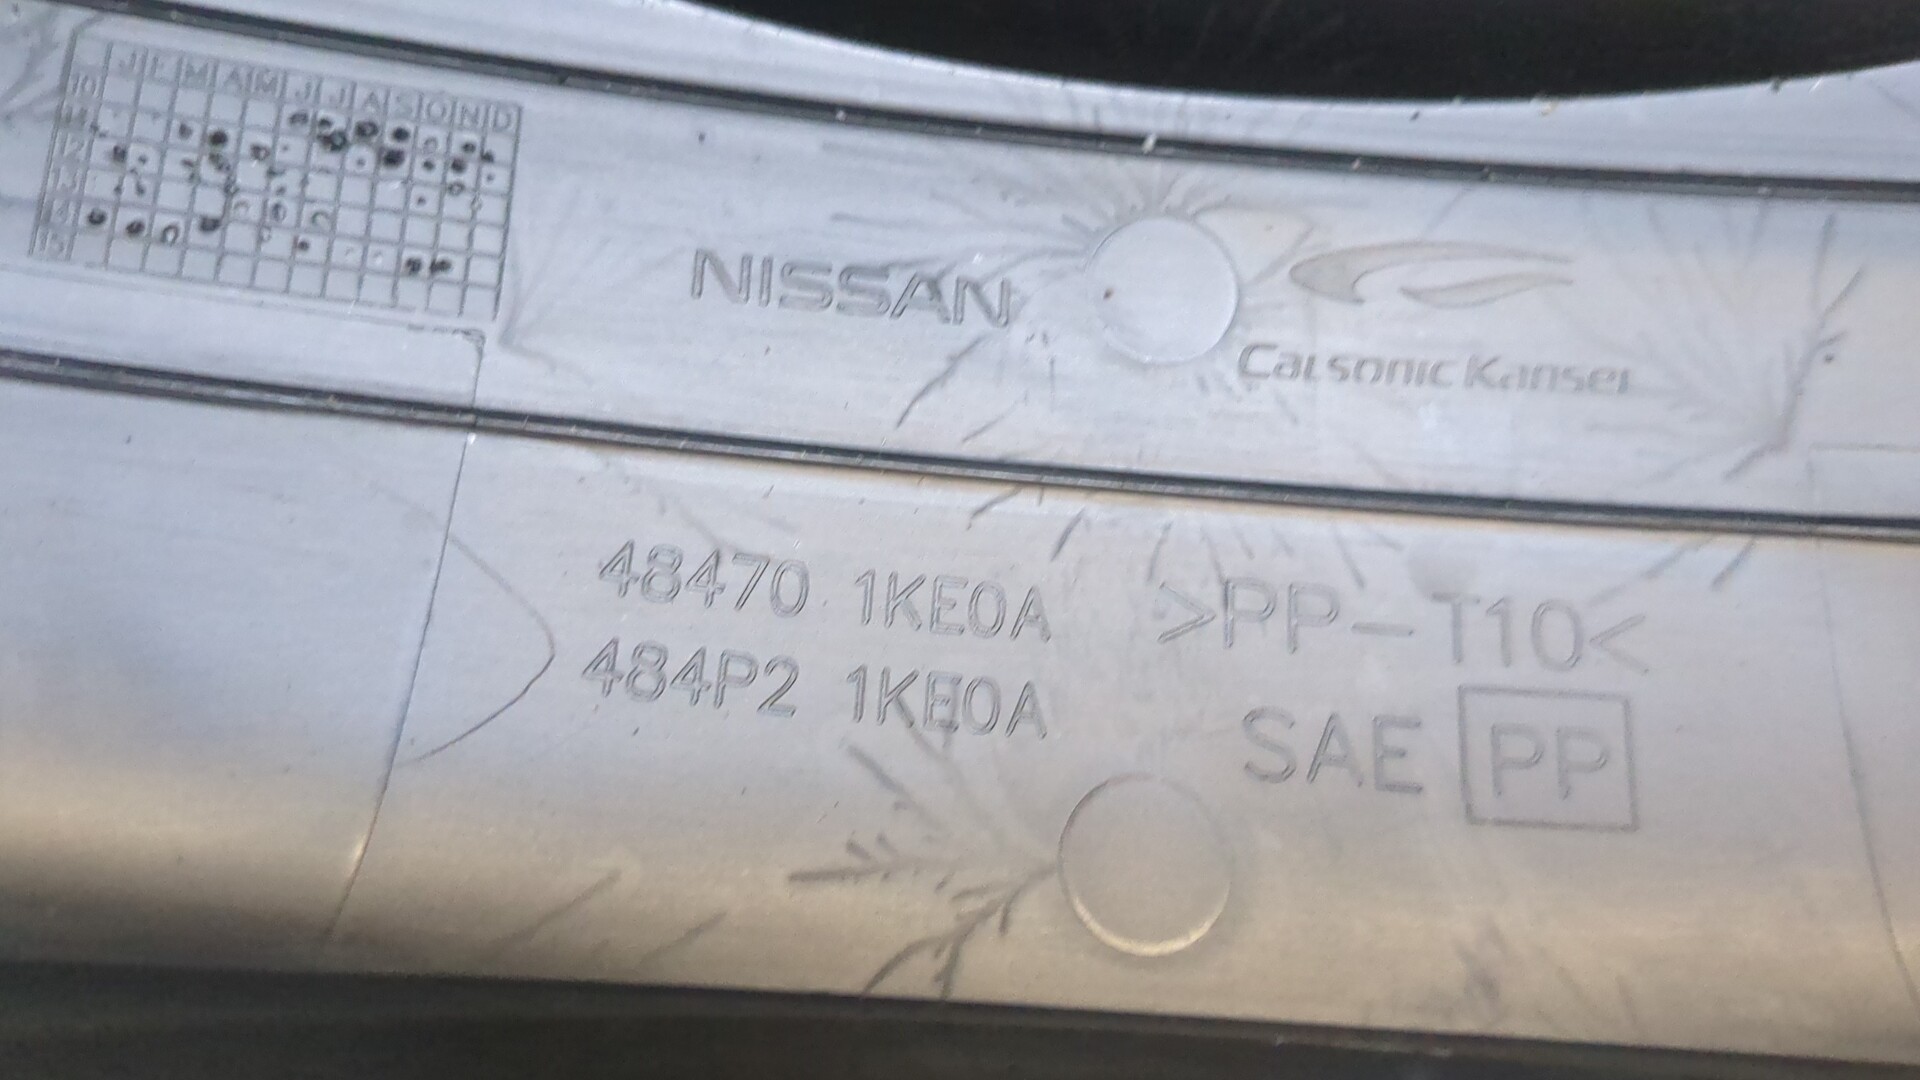 J F M A M J J A S O N D
10
11
12
13
14
15
NISSAN
Calsonic Kansei
48470 1KE0A
484P2 1KE0A
>PP-T10<
SAE PP